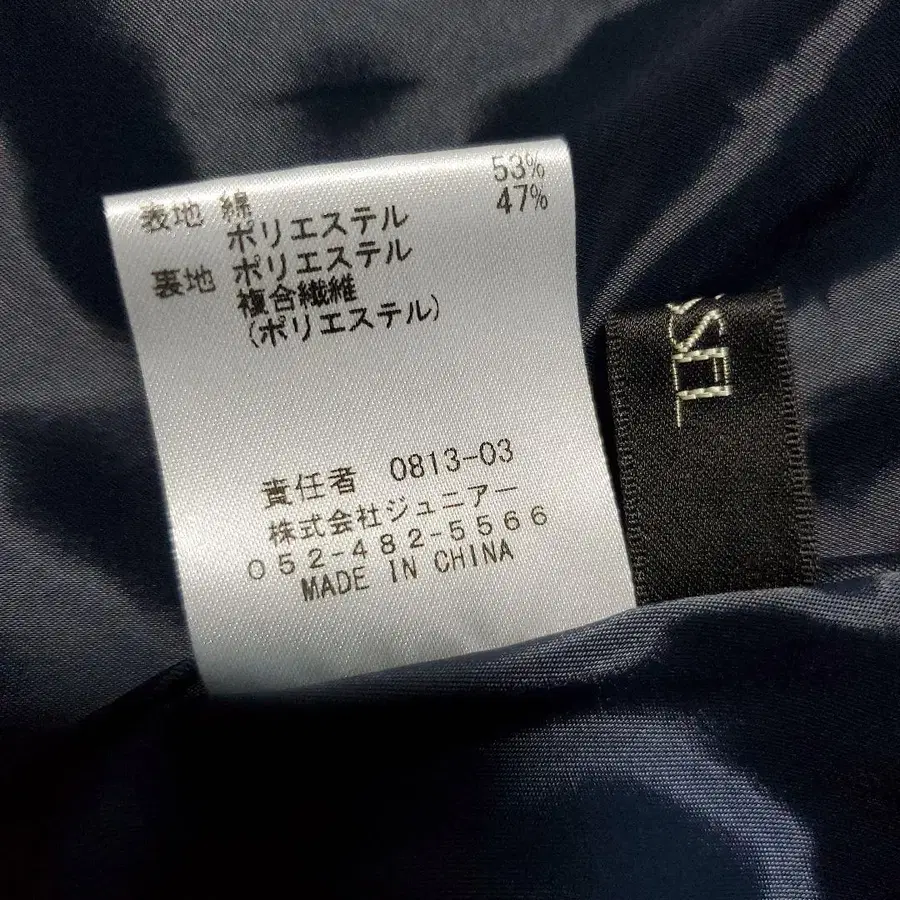 表地 綿 53%
ポリエステル 47%
裏地 ポリエステル
複合繊維
(ポリエステル)
責任者 0813-03
株式会社ジュニアー
052-482-5566
MADE IN CHINA